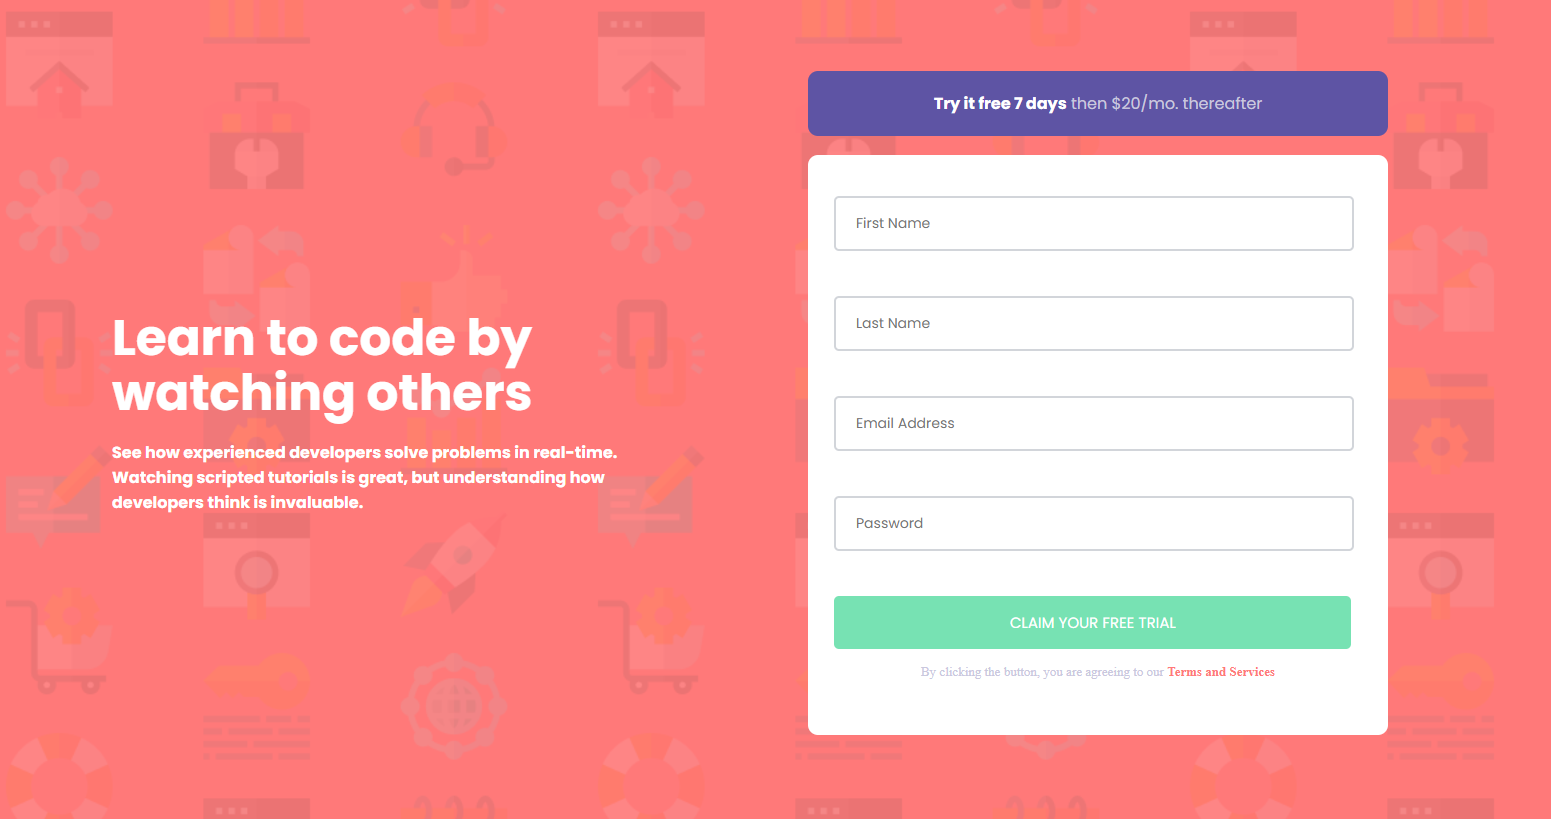 Learn to code by
watching others
See how experienced developers solve problems in real-time.
Watching scripted tutorials is great, but understanding how
developers think is invaluable.
Try it free 7 days then $20/mo. thereafter
First Name
Last Name
Email Address
Password
CLAIM YOUR FREE TRIAL
By clicking the button, you are agreeing to our Terms and Services